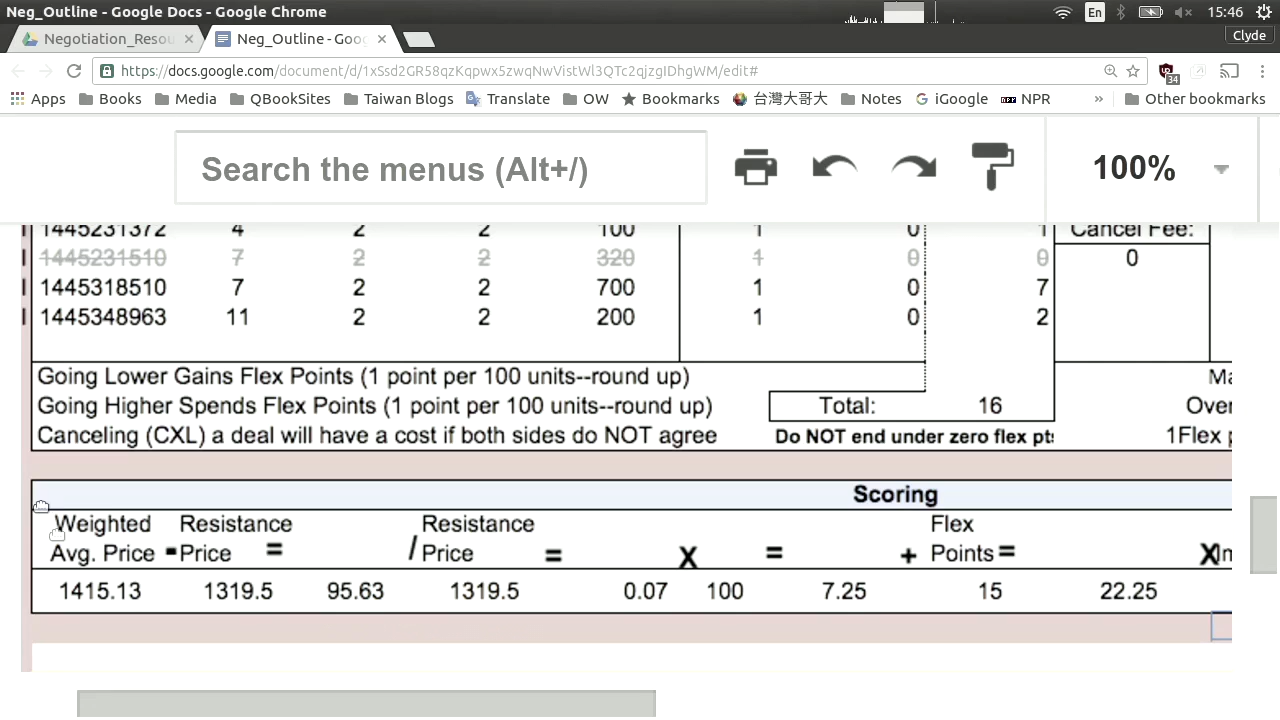 Neg_Outline - Google Docs - Google Chrome
En
15:46
Negotiation_Resou
Neg_Outline - Goog
Clyde
https://docs.google.com/document/d/1xSsd2GR58qzKqpwx5zwqNwVistWl3QTc2qjzgIDhgWM/edit#
34
Apps
Books
Media
QBookSites
Taiwan Blogs
Translate
OW
Bookmarks
台灣大哥大
Notes
iGoogle
npr NPR
»
Other bookmarks
Search the menus (Alt+/)
100%
1445231372 4 2 2 100 1 0 1 Cancel Fee:
1445231510 7 2 2 320 1 0 0 0
1445318510 7 2 2 700 1 0 7
1445348963 11 2 2 200 1 0 2
Going Lower Gains Flex Points (1 point per 100 units--round up)
Going Higher Spends Flex Points (1 point per 100 units--round up) Total: 16 Over
Canceling (CXL) a deal will have a cost if both sides do NOT agree Do NOT end under zero flex pts 1Flex p
Scoring
Weighted Resistance Resistance Flex
Avg. Price - Price = / Price = X = + Points = X
1415.13 1319.5 95.63 1319.5 0.07 100 7.25 15 22.25